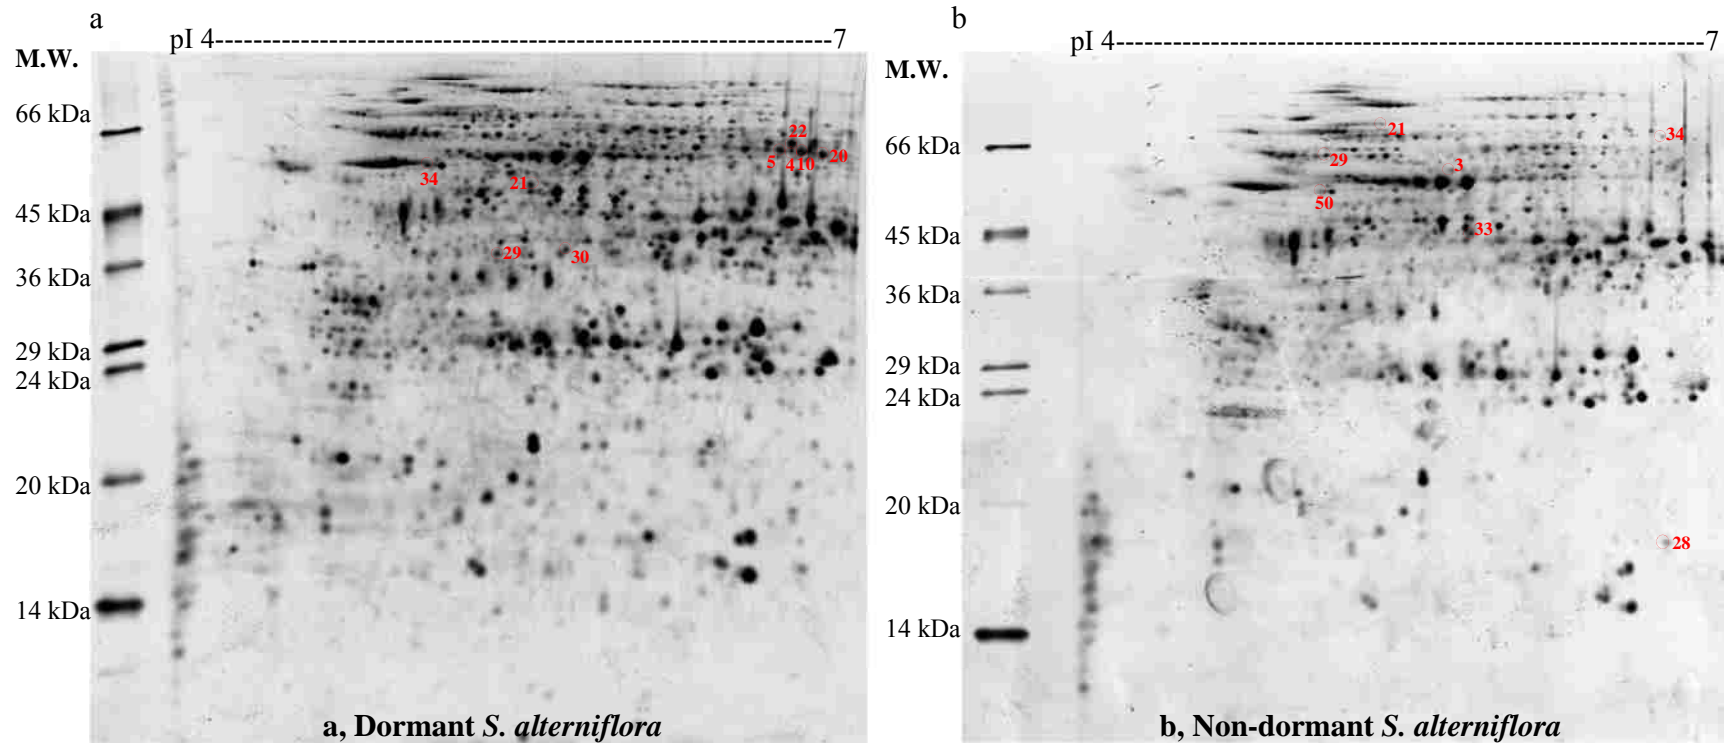 a
pI 4---------------------------------------------------------7
M.W.
66 kDa
22
5 4 10 20
34 21
45 kDa
29 30
36 kDa
29 kDa
24 kDa
20 kDa
14 kDa
a, Dormant S. alterniflora
b
pI 4------------------------------------------------------7
M.W.
21 34
66 kDa
29 3
50
33
45 kDa
36 kDa
29 kDa
24 kDa
20 kDa
28
14 kDa
b, Non-dormant S. alterniflora